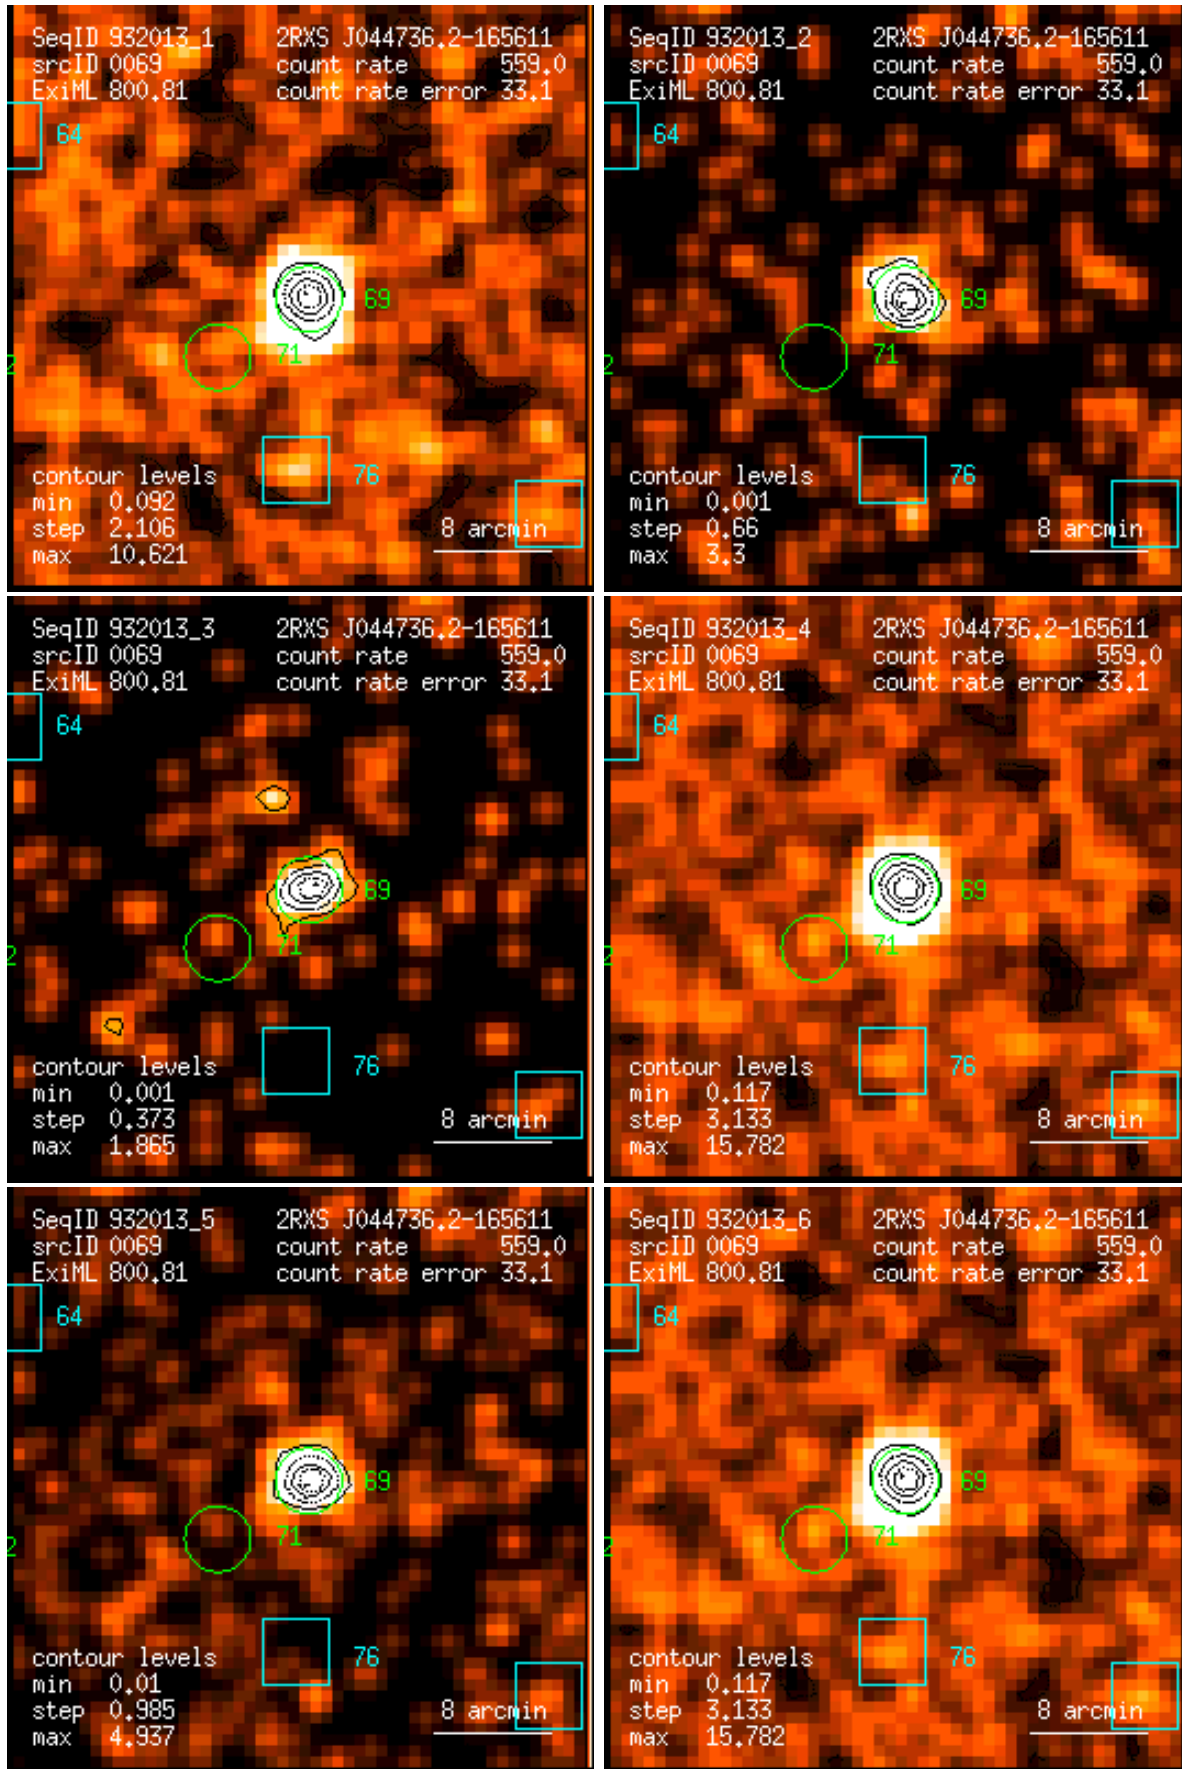 SeqID 932013_1 2RXS J044736.2-165611
srcID 0069 count rate 559.0
ExiML 800.81 count rate error 33.1
64
69
2 71
76
contour levels
min 0.092
step 2.106 8 arcmin
max 10.621
SeqID 932013_2 2RXS J044736.2-165611
srcID 0069 count rate 559.0
ExiML 800.81 count rate error 33.1
64
69
2 71
76
contour levels
min 0.001
step 0.66 8 arcmin
max 3.3
SeqID 932013_3 2RXS J044736.2-165611
srcID 0069 count rate 559.0
ExiML 800.81 count rate error 33.1
64
69
2 71
76
contour levels
min 0.001
step 0.373 8 arcmin
max 1.865
SeqID 932013_4 2RXS J044736.2-165611
srcID 0069 count rate 559.0
ExiML 800.81 count rate error 33.1
64
69
2 71
76
contour levels
min 0.117
step 3.133 8 arcmin
max 15.782
SeqID 932013_5 2RXS J044736.2-165611
srcID 0069 count rate 559.0
ExiML 800.81 count rate error 33.1
64
69
2 71
76
contour levels
min 0.01
step 0.985 8 arcmin
max 4.937
SeqID 932013_6 2RXS J044736.2-165611
srcID 0069 count rate 559.0
ExiML 800.81 count rate error 33.1
64
69
2 71
76
contour levels
min 0.117
step 3.133 8 arcmin
max 15.782